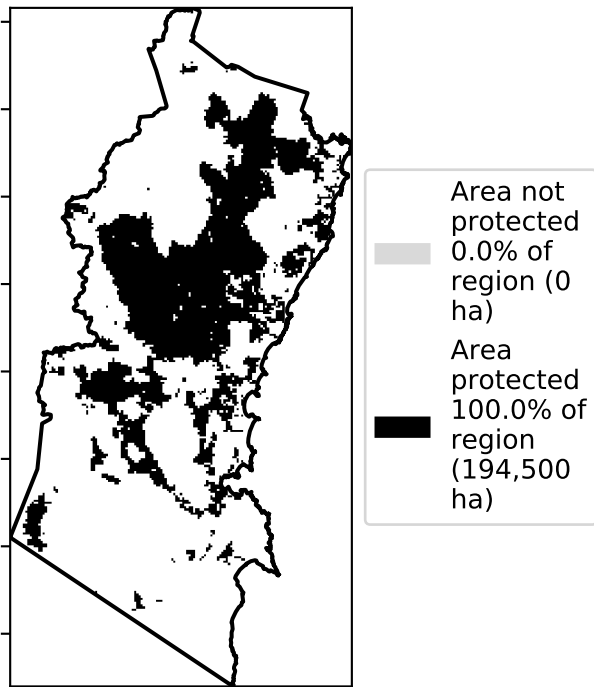 Area not
protected
0.0% of
region (0
ha)
Area
protected
100.0% of
region
(194,500
ha)